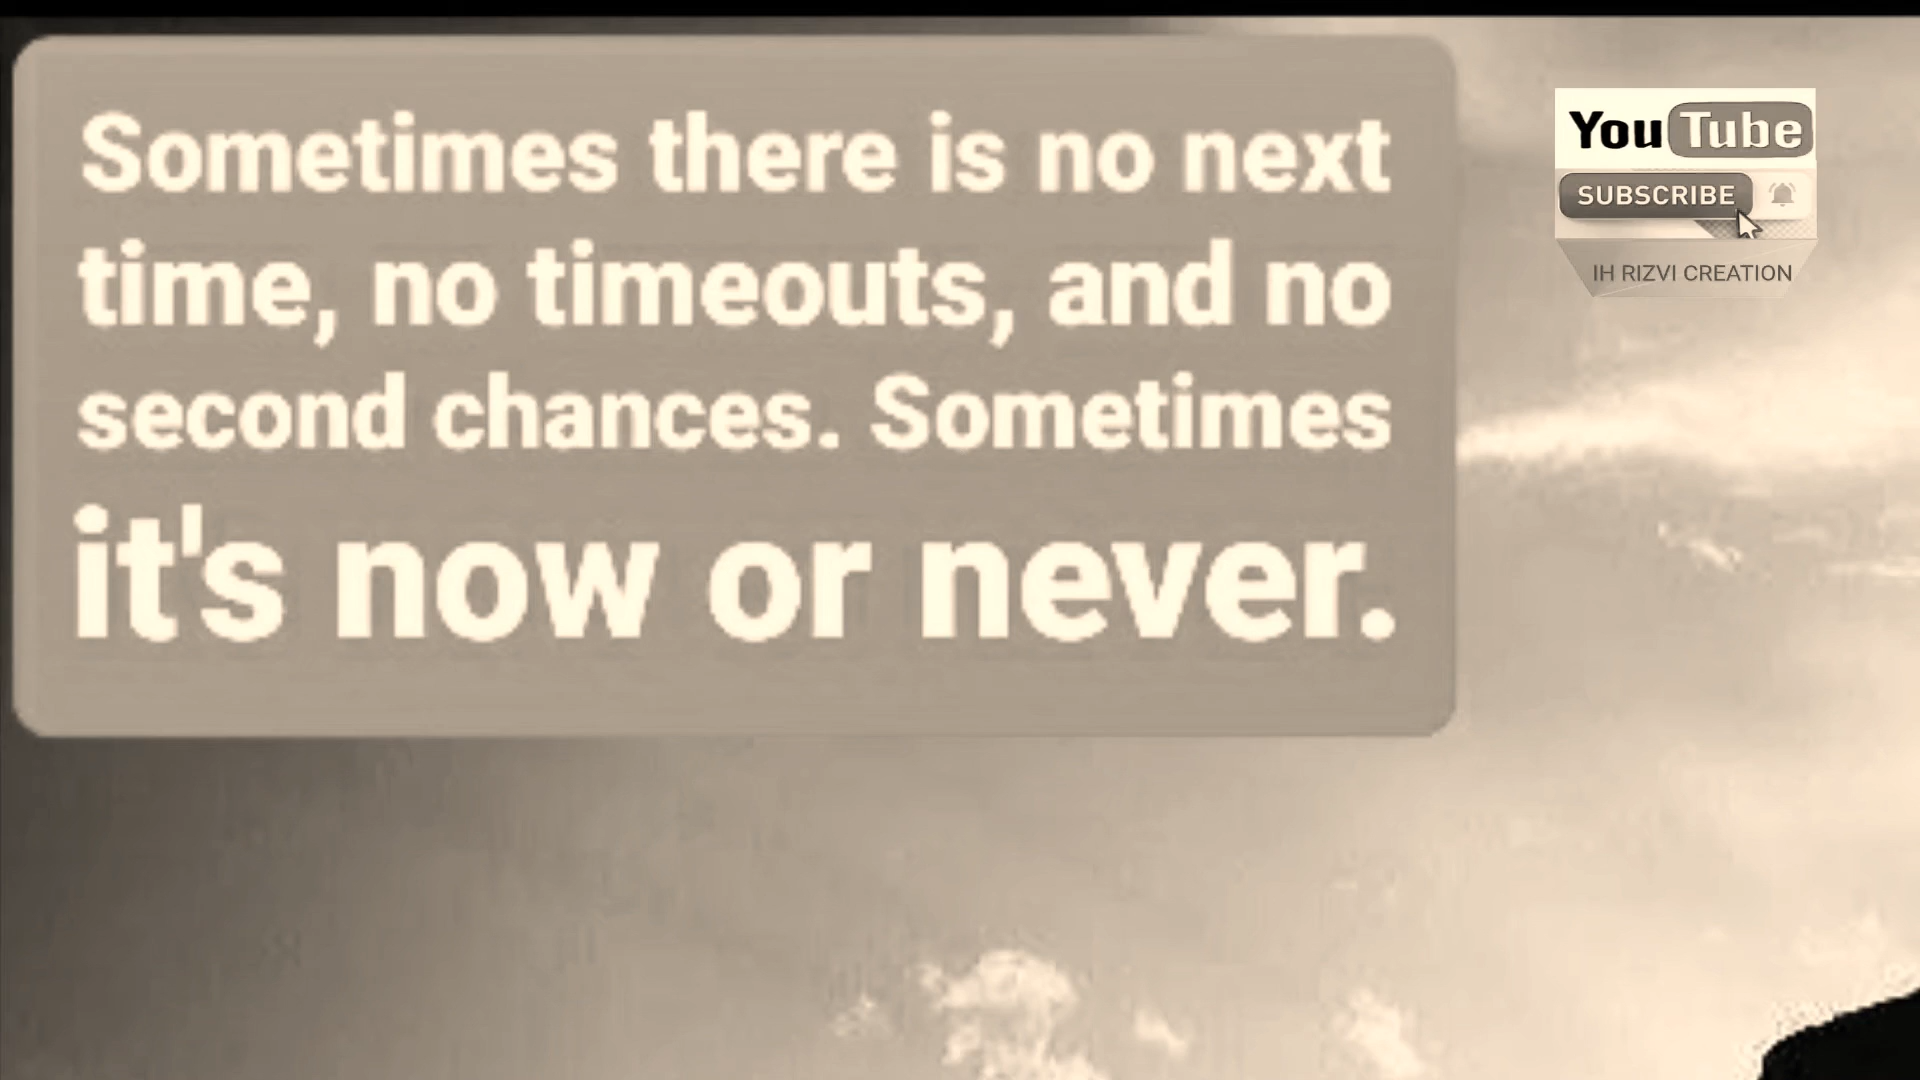 Sometimes there is no next
time, no timeouts, and no
second chances. Sometimes
it's now or never.
YouTube
SUBSCRIBE
IH RIZVI CREATION